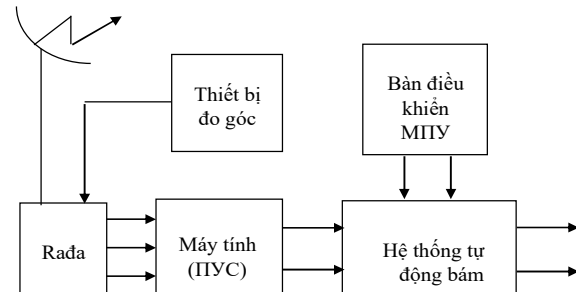 Thiết bị
đo góc
Bàn điều
khiển
МПУ
Rađa
Máy tính
(ПУС)
Hệ thống tự
động bám